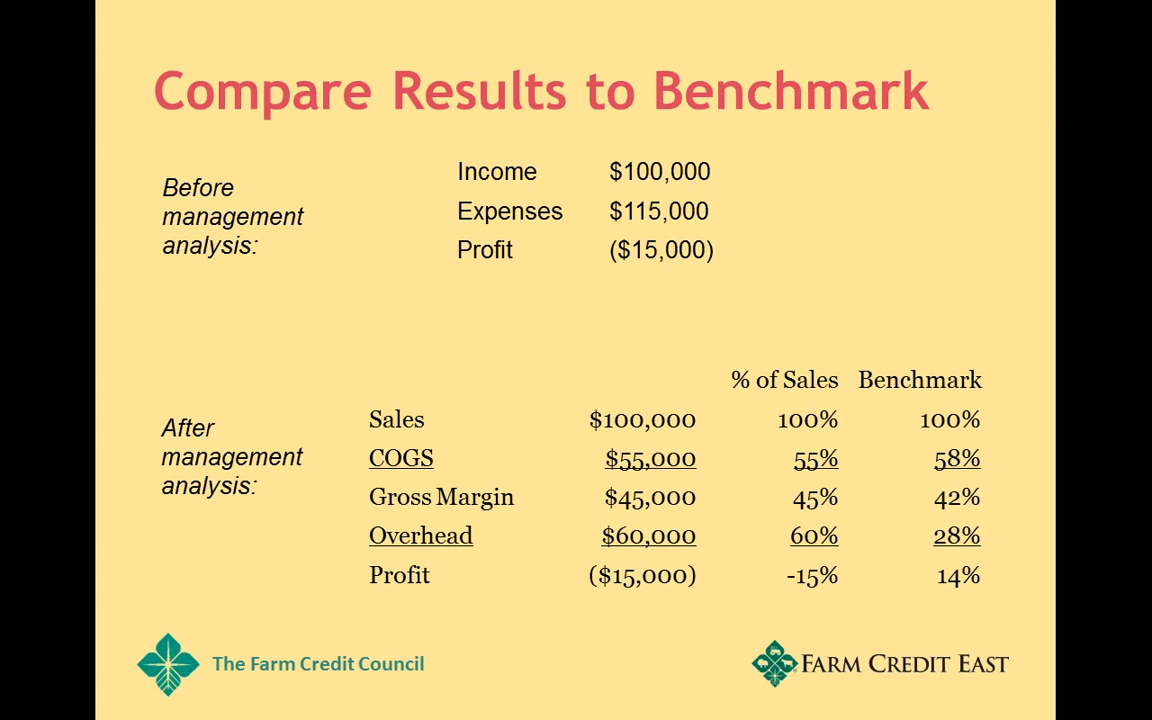 Compare Results to Benchmark
Before
management
analysis:
Income $100,000
Expenses $115,000
Profit ($15,000)
% of Sales Benchmark
After
management
analysis:
Sales $100,000 100% 100%
COGS $55,000 55% 58%
Gross Margin $45,000 45% 42%
Overhead $60,000 60% 28%
Profit ($15,000) -15% 14%
The Farm Credit Council
FARM CREDIT EAST